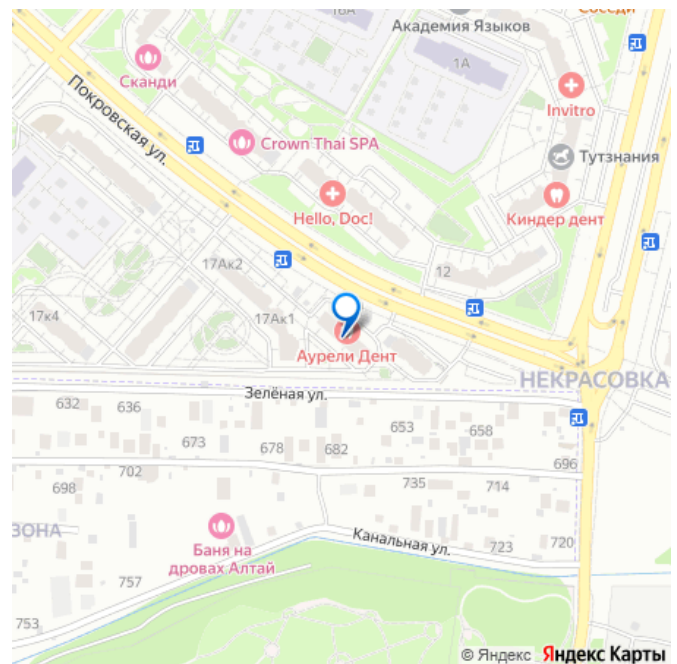 Соседи
16А
Академия Языков
1А
Сканди
Invitro
Покровская ул.
Crown Thai SPA
Тутзнания
Hello, Doc!
Киндер дент
17Ак2
12
17к4
17Ак1
Аурели Дент
НЕКРАСОВКА
Зелёная ул.
632
636
653
658
673
678
682
696
702
698
735
714
ЗОНА
Баня на
дровах Алтай
Канальная ул.
723
720
757
753
© Яндекс Яндекс Карты